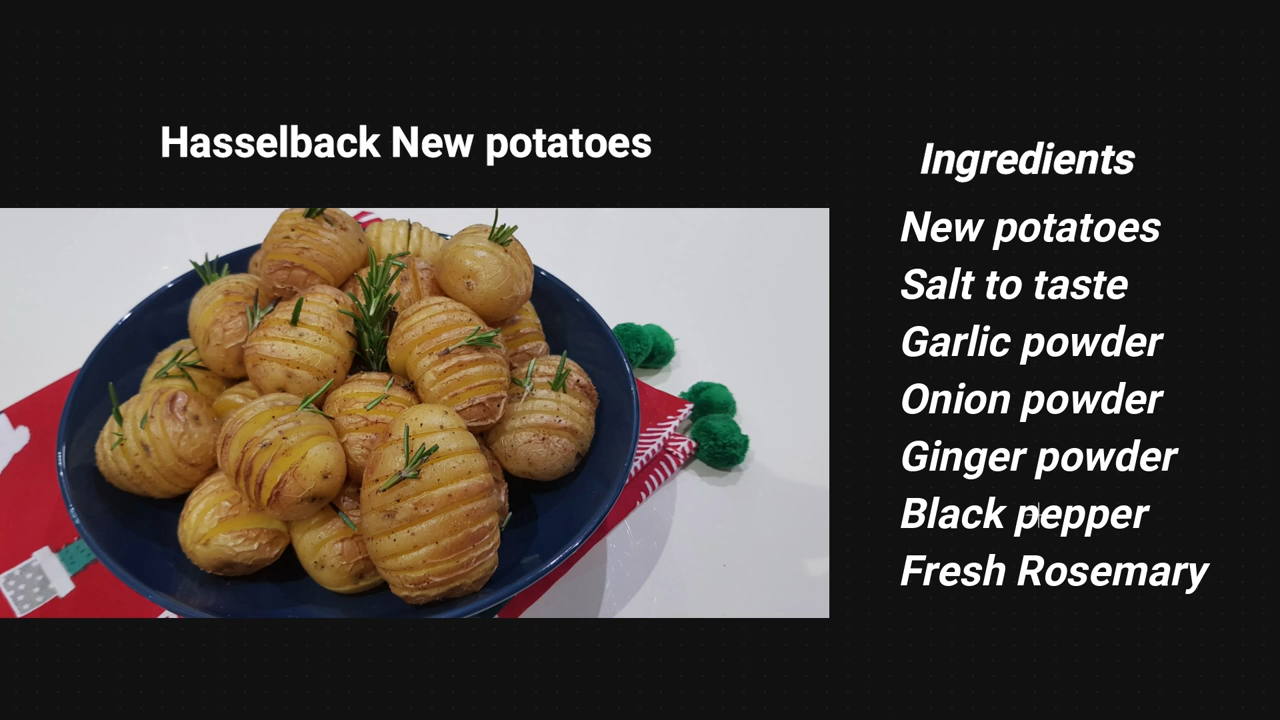 Hasselback New potatoes
Ingredients
New potatoes
Salt to taste
Garlic powder
Onion powder
Ginger powder
Black pepper
Fresh Rosemary